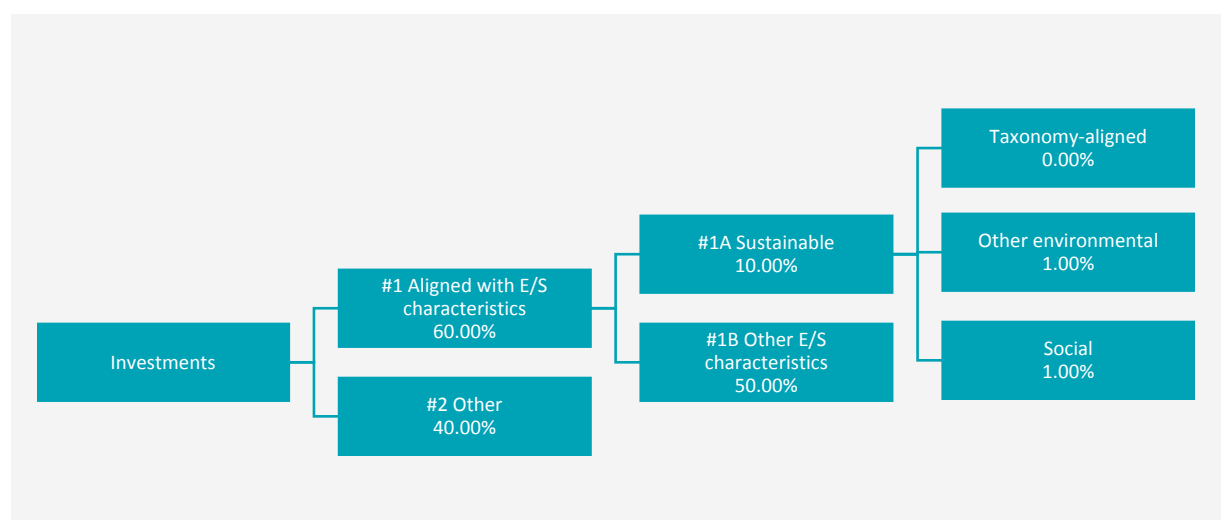 Investments
#1 Aligned with E/S
characteristics
60.00%
#2 Other
40.00%
#1A Sustainable
10.00%
#1B Other E/S
characteristics
50.00%
Taxonomy-aligned
0.00%
Other environmental
1.00%
Social
1.00%